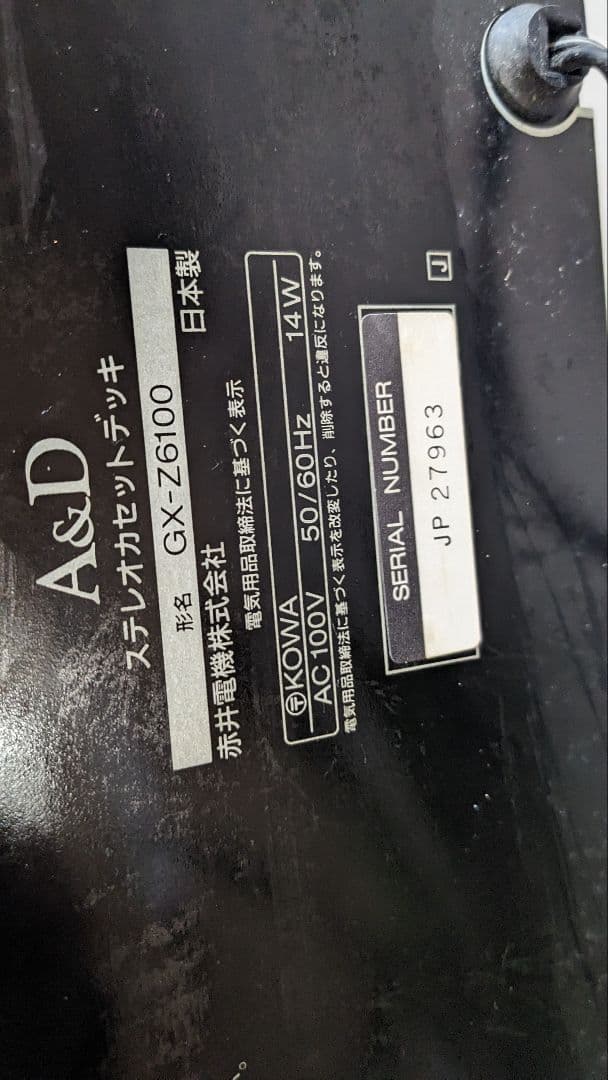 A&D
ステレオカセットデッキ
形名 GX-Z6100
赤井電機株式会社 日本製
電気用品取締法に基づく表示
〒KOWA
AC100V 50/60Hz 14W
電気用品取締法に基づく表示を改変したり、削除すると違反になります。
SERIAL NUMBER
JP27963
J